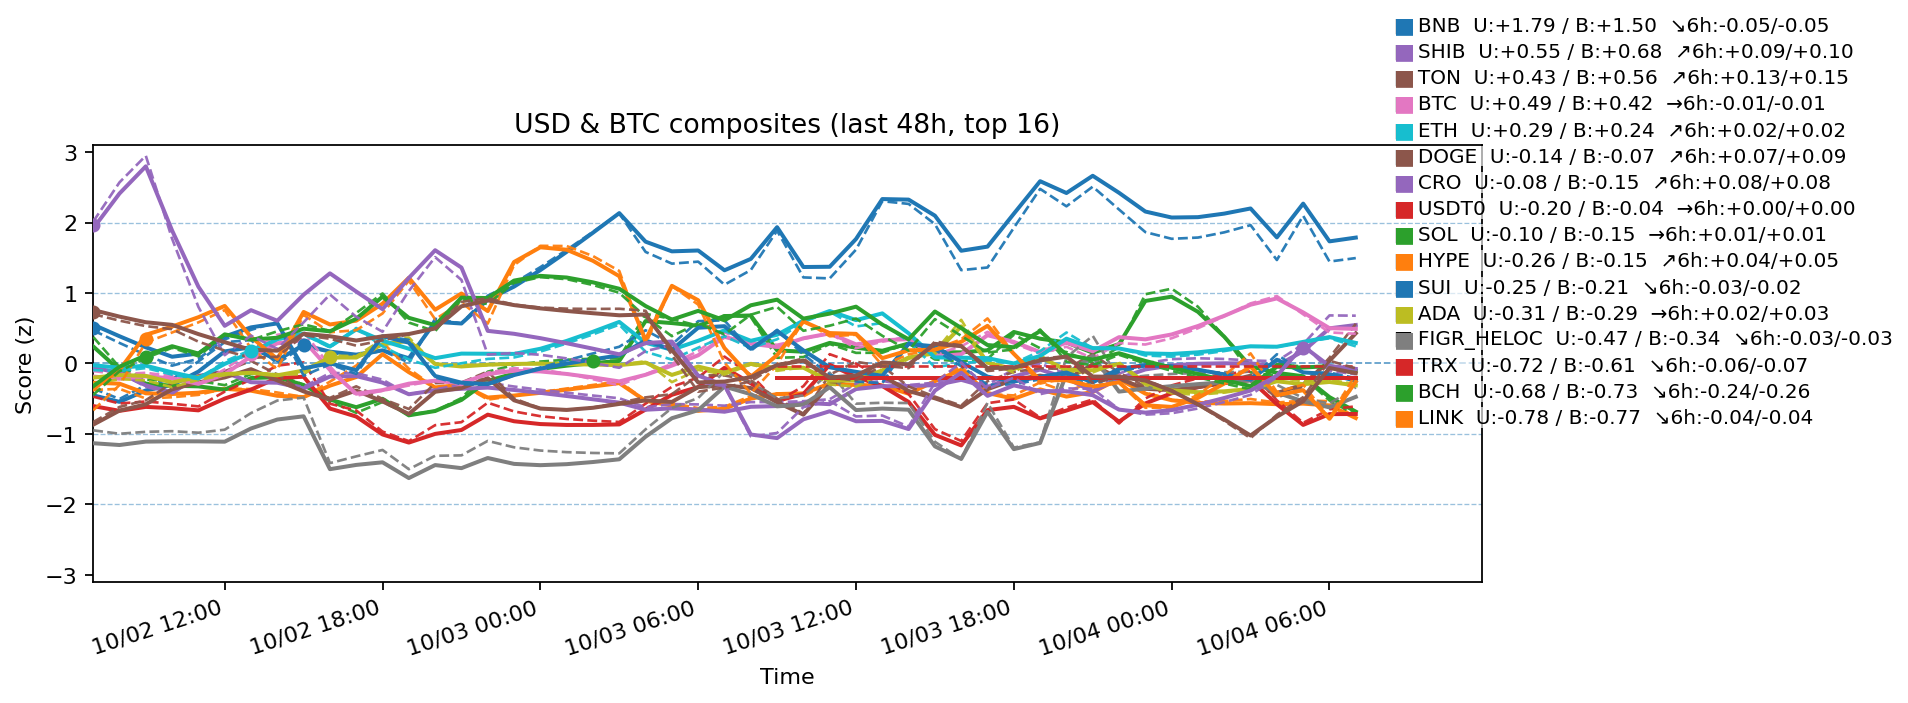 BNB  U:+1.79 / B:+1.50  ↘6h:-0.05/-0.05
SHIB  U:+0.55 / B:+0.68  ↗6h:+0.09/+0.10
TON  U:+0.43 / B:+0.56  ↗6h:+0.13/+0.15
BTC  U:+0.49 / B:+0.42  →6h:-0.01/-0.01
ETH  U:+0.29 / B:+0.24  ↗6h:+0.02/+0.02
DOGE  U:-0.14 / B:-0.07  ↗6h:+0.07/+0.09
CRO  U:-0.08 / B:-0.15  ↗6h:+0.08/+0.08
USDT0  U:-0.20 / B:-0.04  →6h:+0.00/+0.00
SOL  U:-0.10 / B:-0.15  →6h:+0.01/+0.01
HYPE  U:-0.26 / B:-0.15  ↗6h:+0.04/+0.05
SUI  U:-0.25 / B:-0.21  ↘6h:-0.03/-0.02
ADA  U:-0.31 / B:-0.29  →6h:+0.02/+0.03
FIGR_HELOC  U:-0.47 / B:-0.34  ↘6h:-0.03/-0.03
TRX  U:-0.72 / B:-0.61  ↘6h:-0.06/-0.07
BCH  U:-0.68 / B:-0.73  ↘6h:-0.24/-0.26
LINK  U:-0.78 / B:-0.77  ↘6h:-0.04/-0.04
USD & BTC composites (last 48h, top 16)
Score (z)
3
2
1
0
−1
−2
−3
10/02 12:00
10/02 18:00
10/03 00:00
10/03 06:00
10/03 12:00
10/03 18:00
10/04 00:00
10/04 06:00
Time